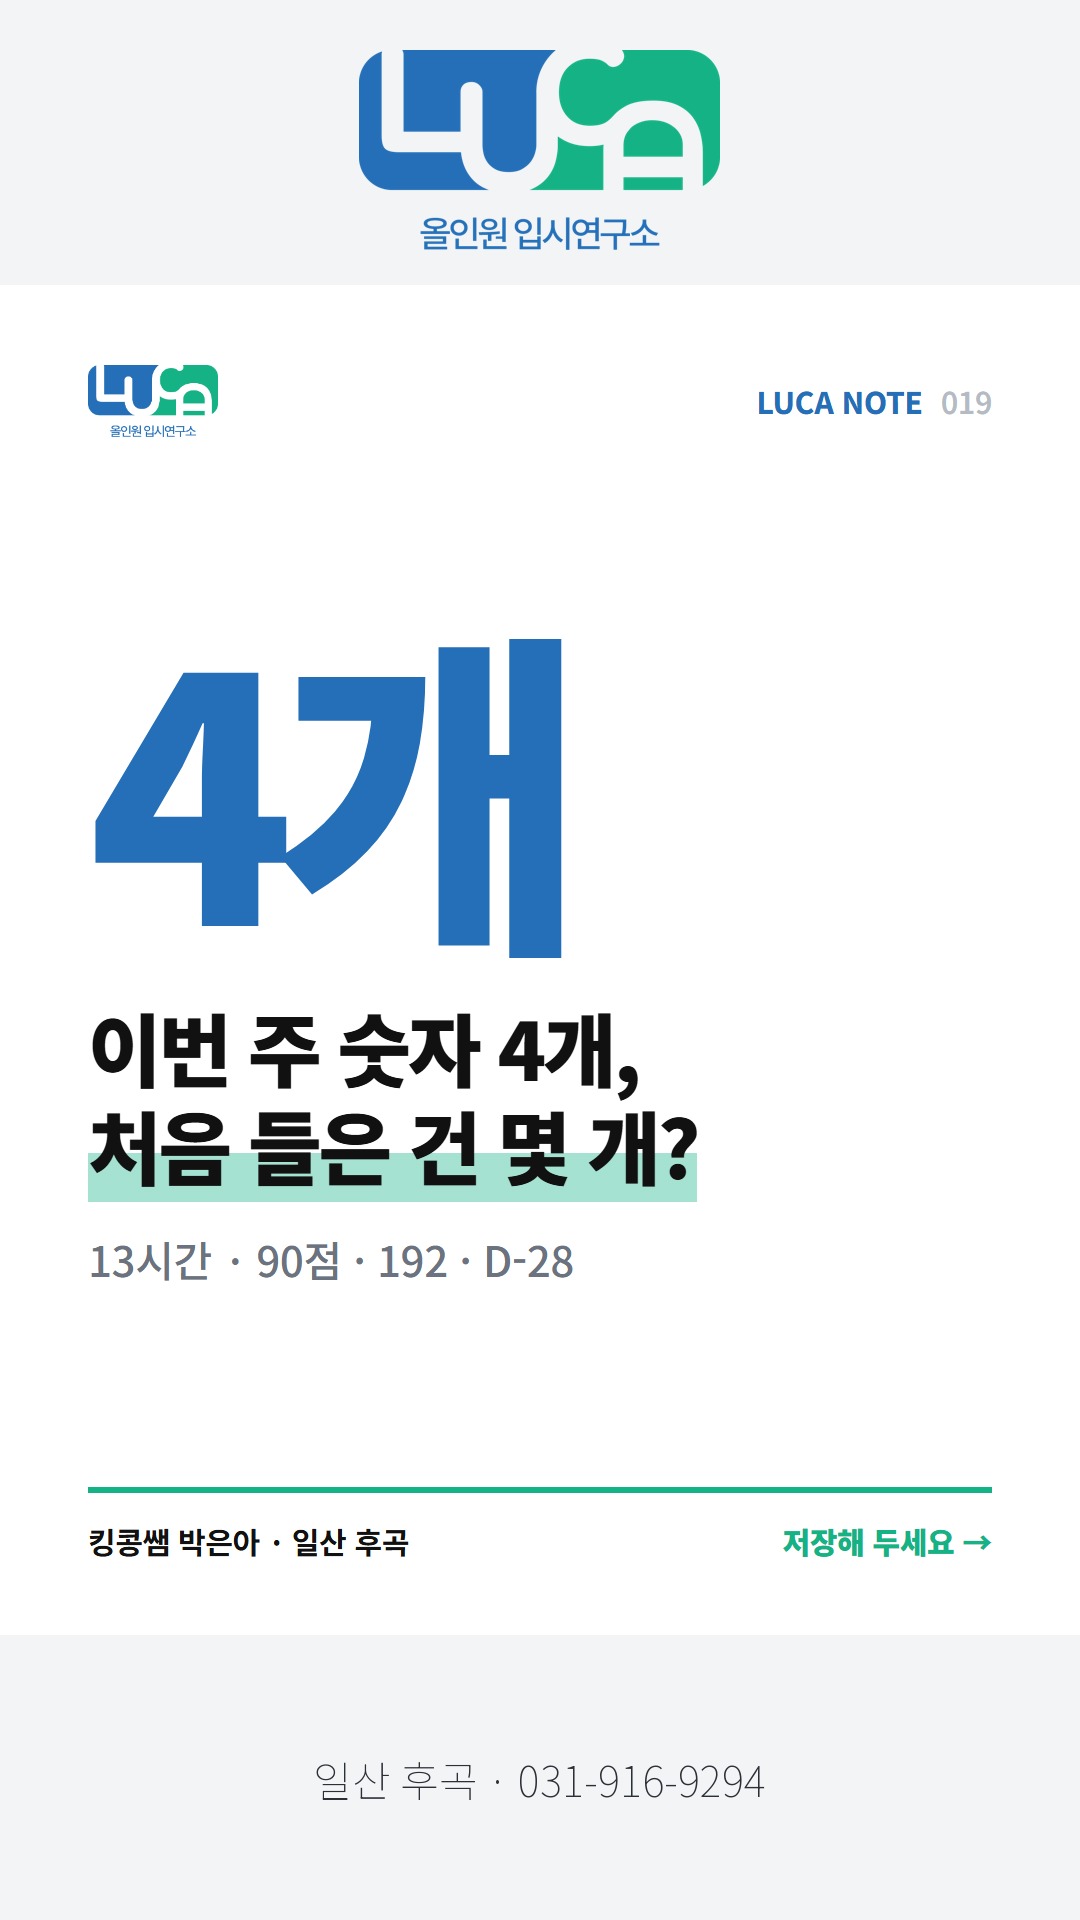 LUCA
올인원 입시연구소
LUCA
올인원 입시연구소
LUCA NOTE 019
4개
이번 주 숫자 4개,
처음 들은 건 몇 개?
13시간 · 90점 · 192 · D-28
킹콩쌤 박은아 · 일산 후곡
저장해 두세요 →
일산 후곡 · 031-916-9294